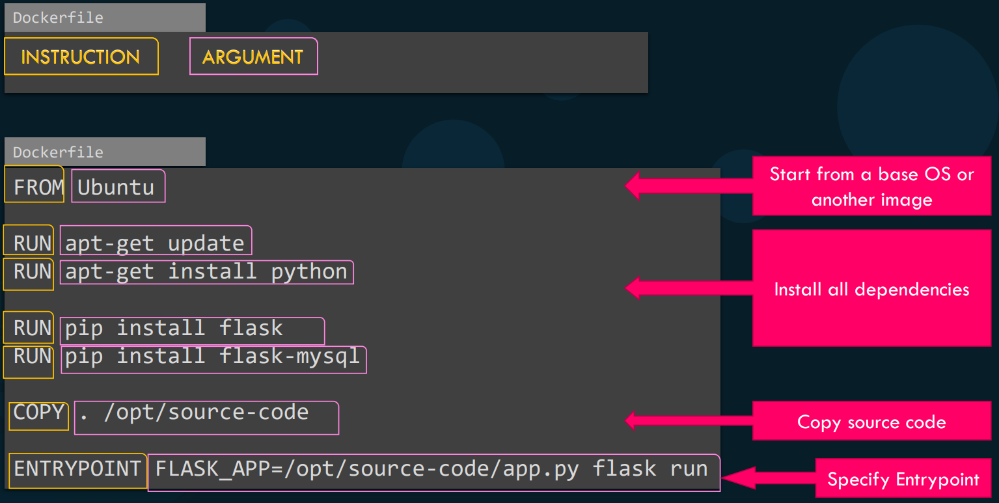 Dockerfile
INSTRUCTION ARGUMENT
Dockerfile
FROM Ubuntu
Start from a base OS or
another image
RUN apt-get update
RUN apt-get install python
Install all dependencies
RUN pip install flask
RUN pip install flask-mysql
COPY . /opt/source-code
Copy source code
ENTRYPOINT FLASK_APP=/opt/source-code/app.py flask run
Specify Entrypoint